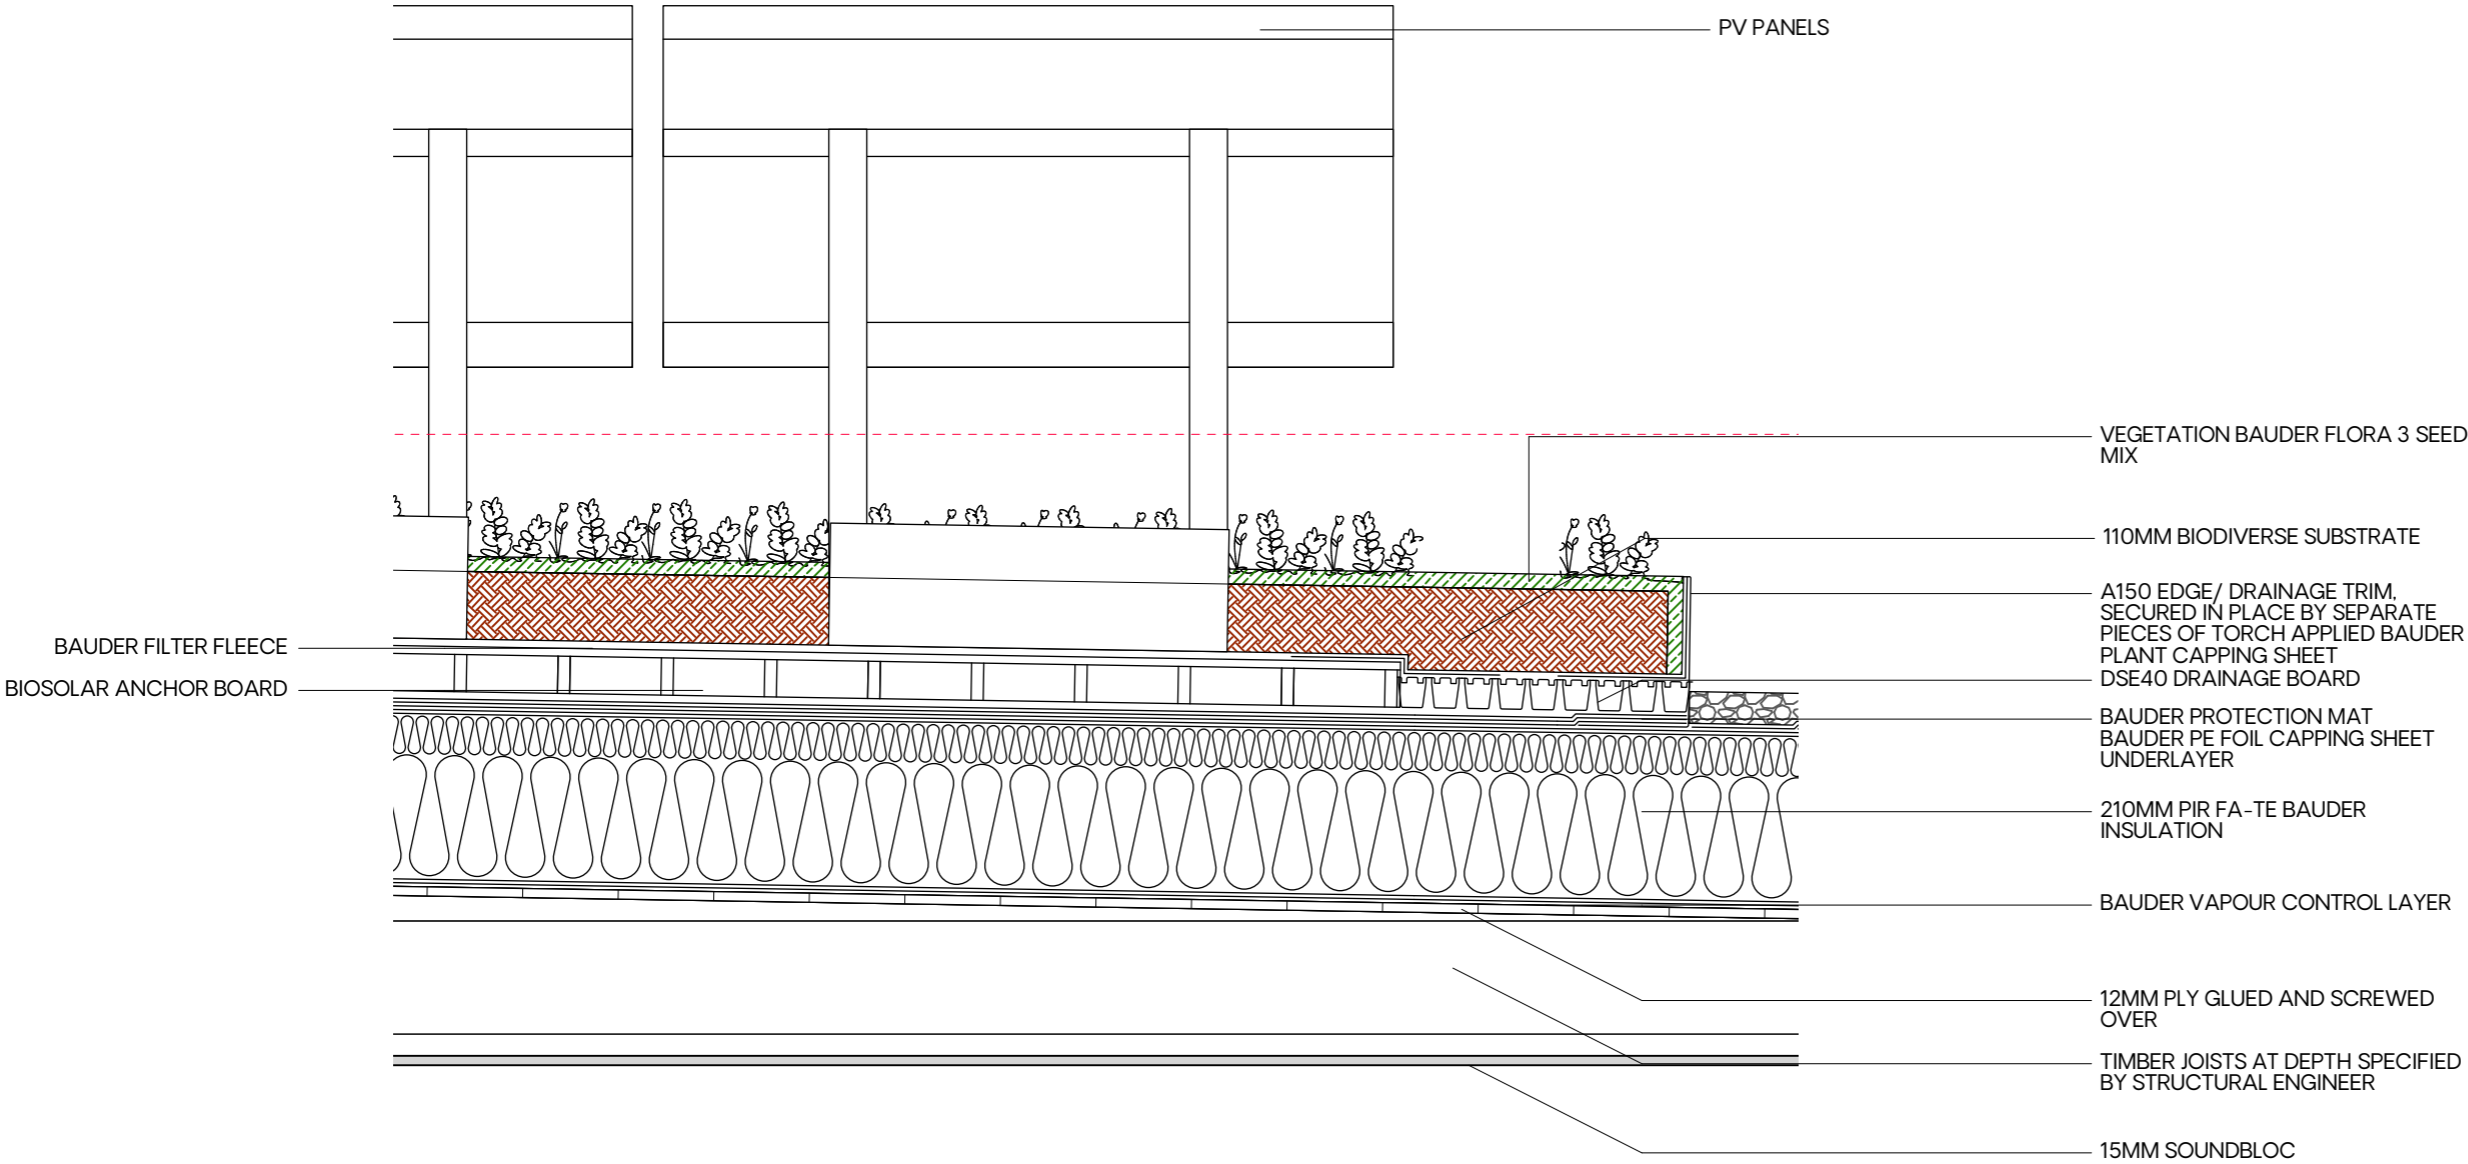 PV PANELS
VEGETATION BAUDER FLORA 3 SEED
MIX
110MM BIODIVERSE SUBSTRATE
A150 EDGE/ DRAINAGE TRIM,
SECURED IN PLACE BY SEPARATE
PIECES OF TORCH APPLIED BAUDER
PLANT CAPPING SHEET
BAUDER FILTER FLEECE
DSE40 DRAINAGE BOARD
BIOSOLAR ANCHOR BOARD
BAUDER PROTECTION MAT
BAUDER PE FOIL CAPPING SHEET
UNDERLAYER
210MM PIR FA-TE BAUDER
INSULATION
BAUDER VAPOUR CONTROL LAYER
12MM PLY GLUED AND SCREWED
OVER
TIMBER JOISTS AT DEPTH SPECIFIED
BY STRUCTURAL ENGINEER
15MM SOUNDBLOC